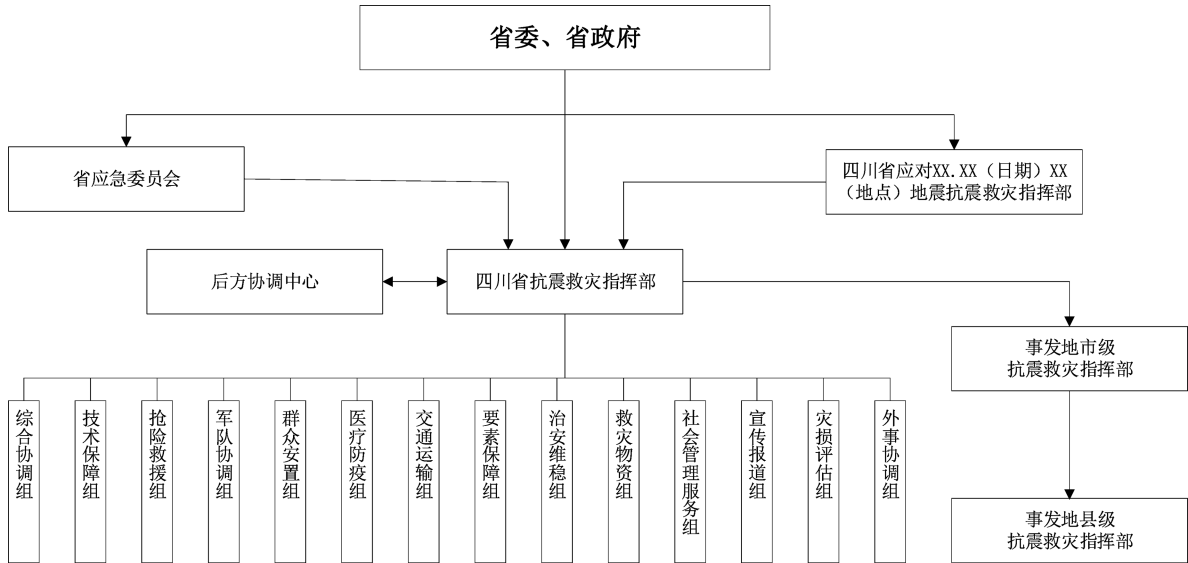 省委、省政府
省应急委员会
四川省应对XX.XX（日期）XX
（地点）地震抗震救灾指挥部
后方协调中心
四川省抗震救灾指挥部
事发地市级
抗震救灾指挥部
综合协调组
技术保障组
抢险救援组
军队协调组
群众安置组
医疗防疫组
交通运输组
要素保障组
治安维稳组
救灾物资组
社会管理服务组
宣传报道组
灾损评估组
外事协调组
事发地县级
抗震救灾指挥部